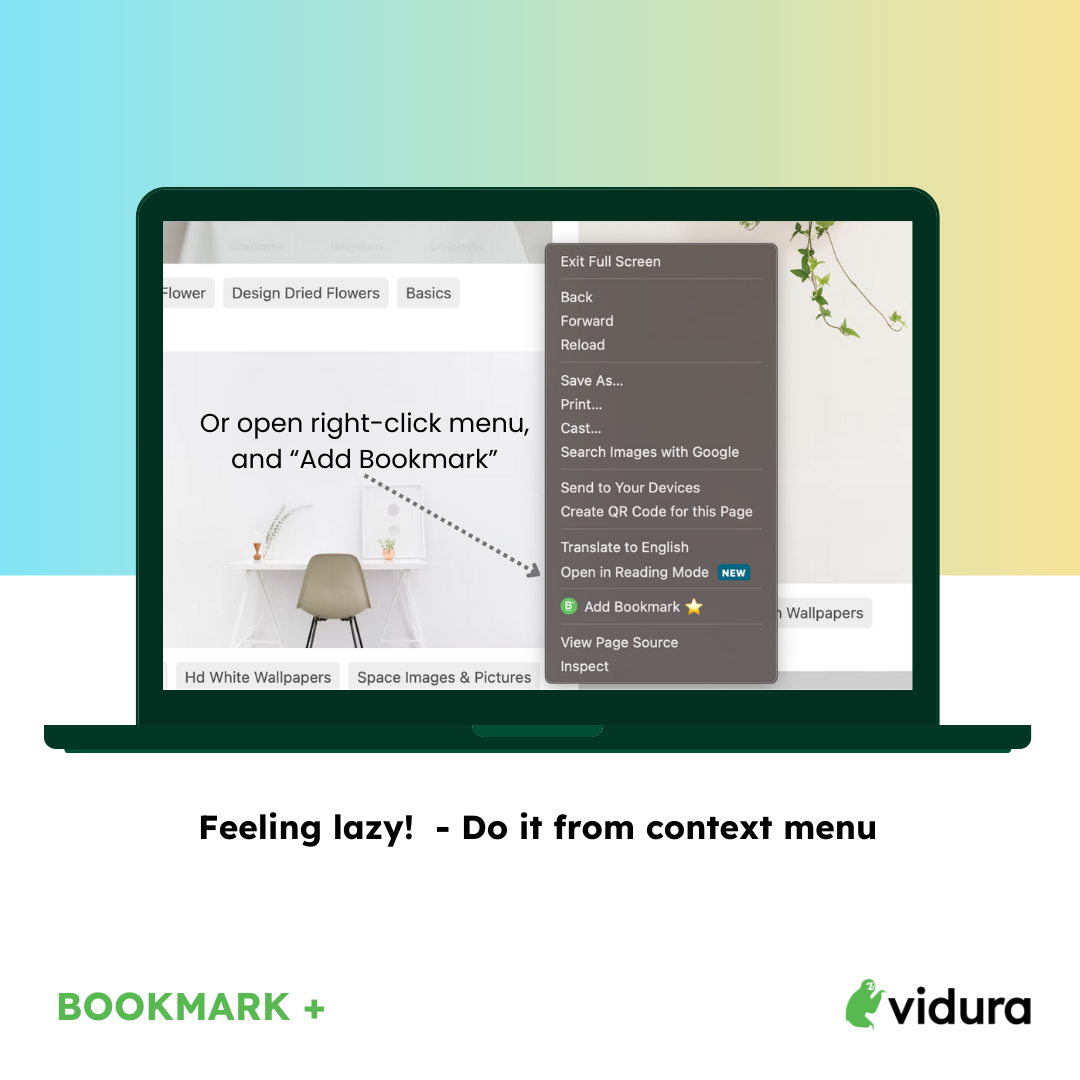 Unsplash+ Unsplash+ Unsplash+
Exit Full Screen
Flower Design Dried Flowers Basics
Back
Forward
Reload
Save As...
Print...
Cast...
Search Images with Google
Or open right-click menu,
and “Add Bookmark”
Send to Your Devices
Create QR Code for this Page
Translate to English
Open in Reading Mode NEW
B Add Bookmark ⭐
Wallpapers
View Page Source
Inspect
Hd White Wallpapers Space Images & Pictures
Feeling lazy!  - Do it from context menu
BOOKMARK +
vidura